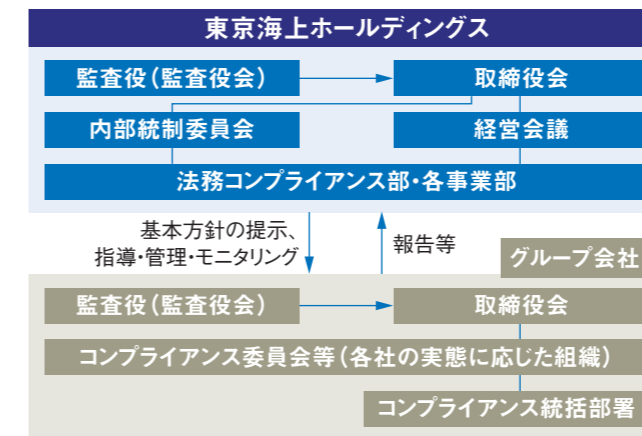 東京海上ホールディングス
監査役（監査役会）
取締役会
内部統制委員会
経営会議
法務コンプライアンス部・各事業部
基本方針の提示、
指導・管理・モニタリング
報告等
グループ会社
監査役（監査役会）
取締役会
コンプライアンス委員会等（各社の実態に応じた組織）
コンプライアンス統括部署